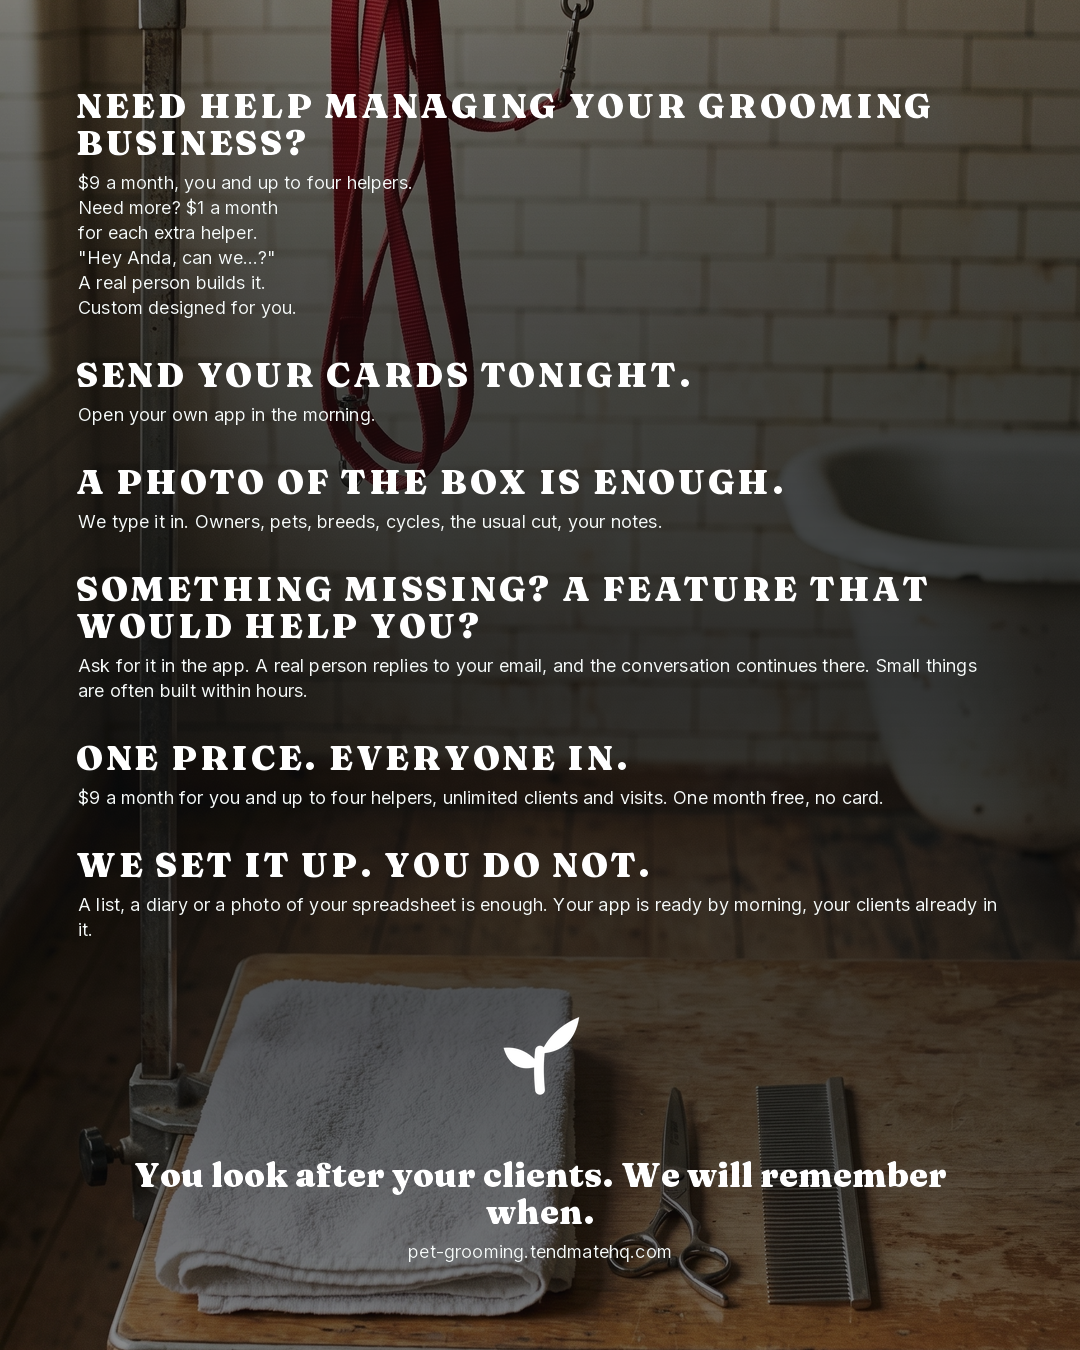 NEED HELP MANAGING YOUR GROOMING
BUSINESS?
$9 a month, you and up to four helpers.
Need more? $1 a month
for each extra helper.
"Hey Anda, can we...?"
A real person builds it.
Custom designed for you.
SEND YOUR CARDS TONIGHT.
Open your own app in the morning.
A PHOTO OF THE BOX IS ENOUGH.
We type it in. Owners, pets, breeds, cycles, the usual cut, your notes.
SOMETHING MISSING? A FEATURE THAT
WOULD HELP YOU?
Ask for it in the app. A real person replies to your email, and the conversation continues there. Small things
are often built within hours.
ONE PRICE. EVERYONE IN.
$9 a month for you and up to four helpers, unlimited clients and visits. One month free, no card.
WE SET IT UP. YOU DO NOT.
A list, a diary or a photo of your spreadsheet is enough. Your app is ready by morning, your clients already in
it.
You look after your clients. We will remember
when.
pet-grooming.tendmatehq.com